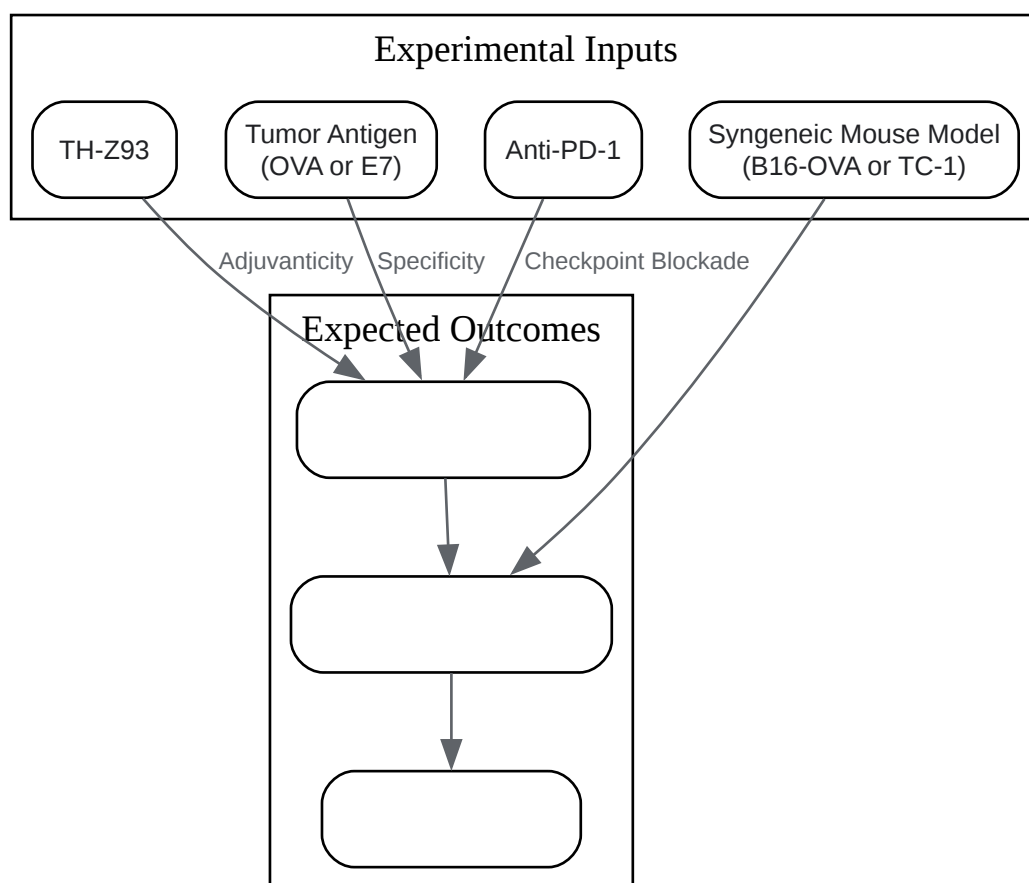 Experimental Inputs
TH-Z93
Tumor Antigen
(OVA or E7)
Anti-PD-1
Syngeneic Mouse Model
(B16-OVA or TC-1)
Adjuvanticity
Specificity
Checkpoint Blockade
Expected Outcomes